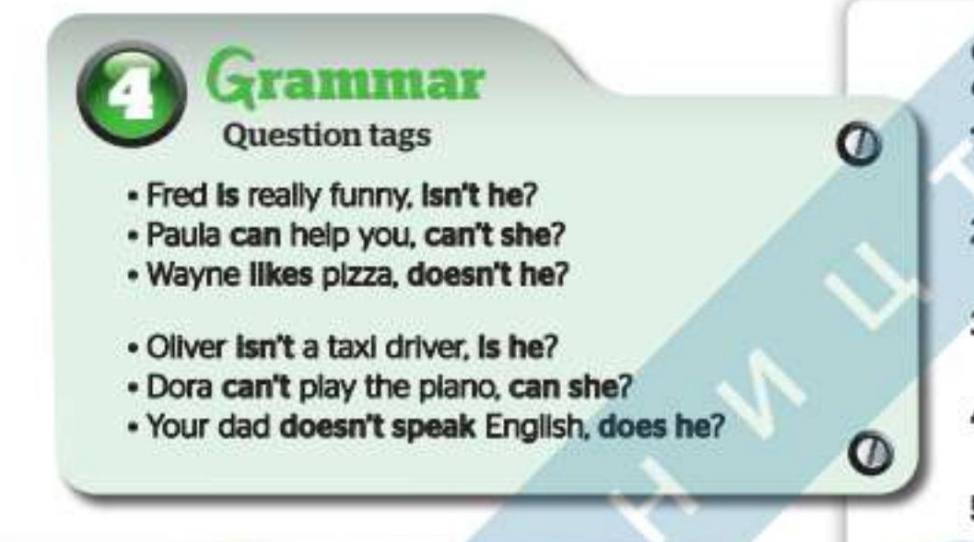 4 Grammar
Question tags
• Fred is really funny, isn't he?
• Paula can help you, can't she?
• Wayne likes pizza, doesn't he?
• Oliver isn't a taxi driver, is he?
• Dora can't play the piano, can she?
• Your dad doesn't speak English, does he?
Н И Ц